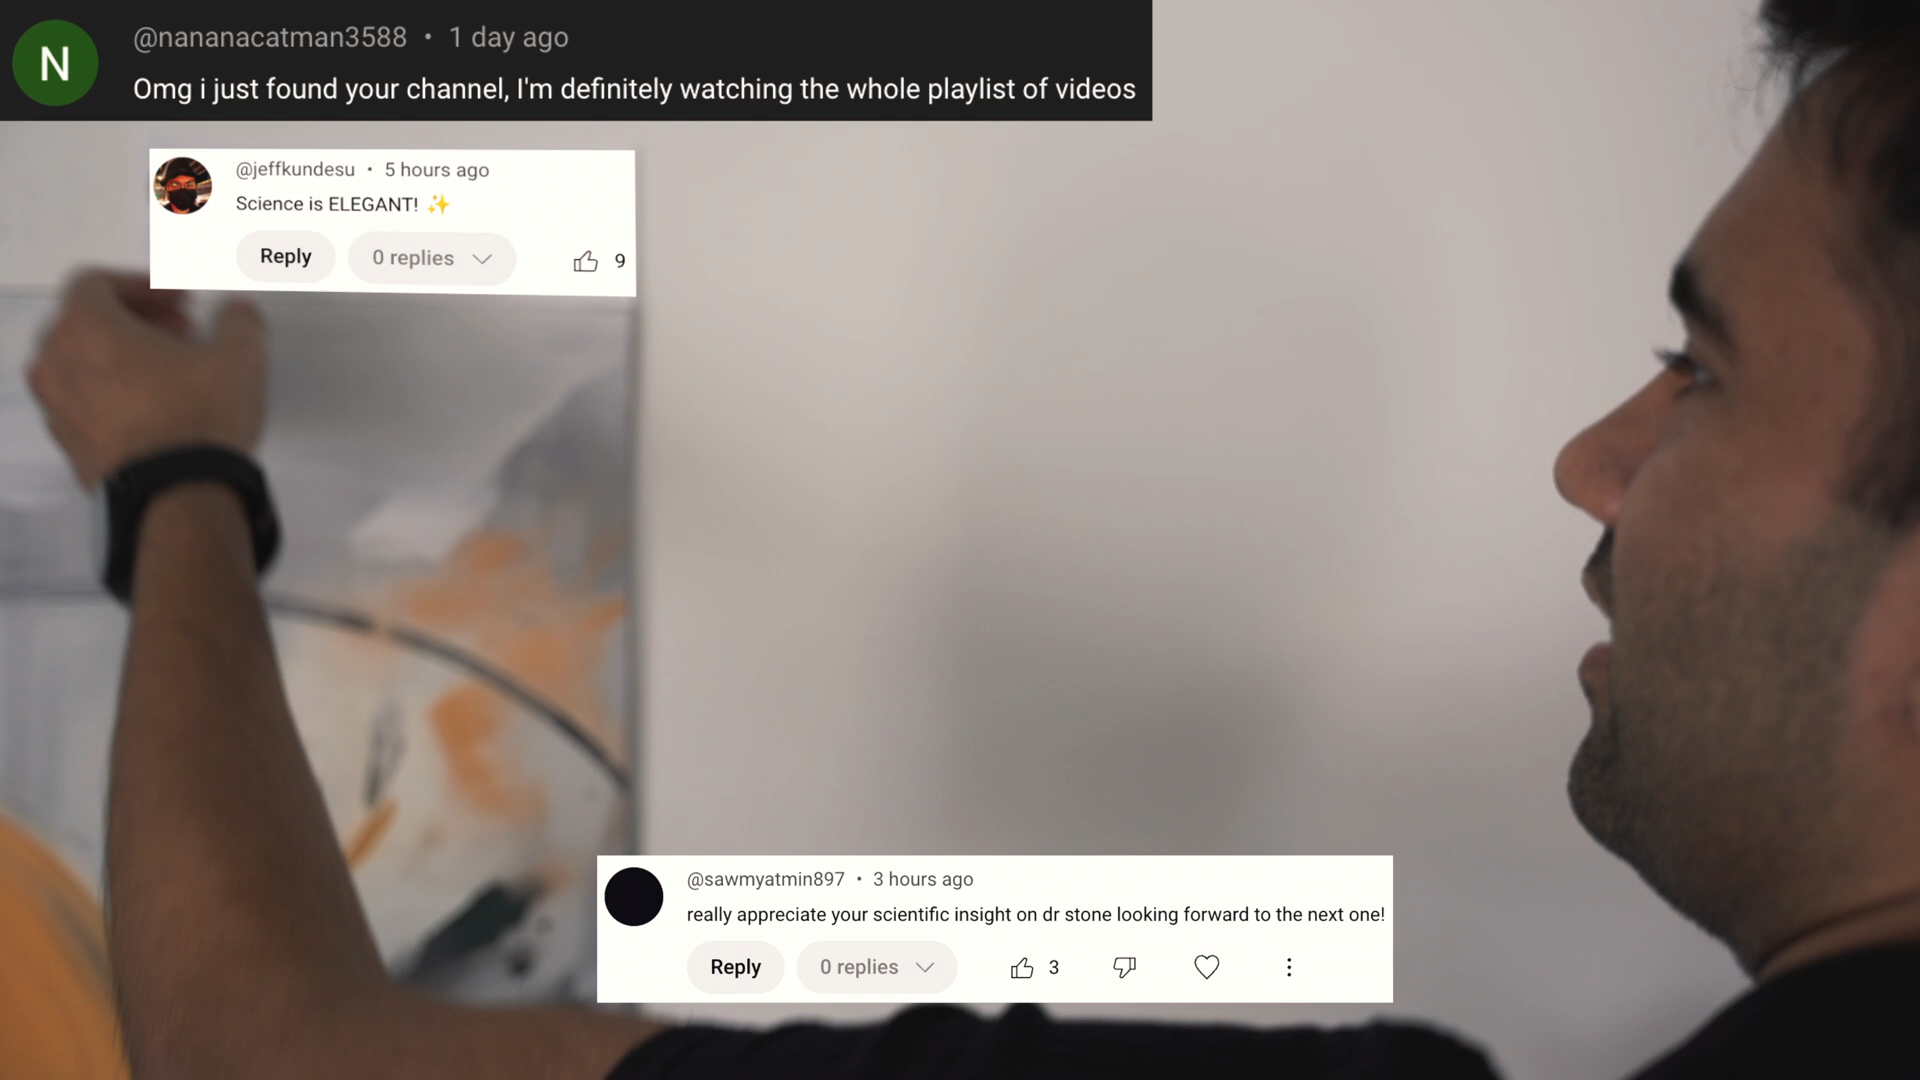 N
@nananacatman3588 • 1 day ago
Omg i just found your channel, I'm definitely watching the whole playlist of videos
@jeffkundesu • 5 hours ago
Science is ELEGANT! ✨
Reply 0 replies 9
@sawmyatmin897 • 3 hours ago
really appreciate your scientific insight on dr stone looking forward to the next one!
Reply 0 replies 3